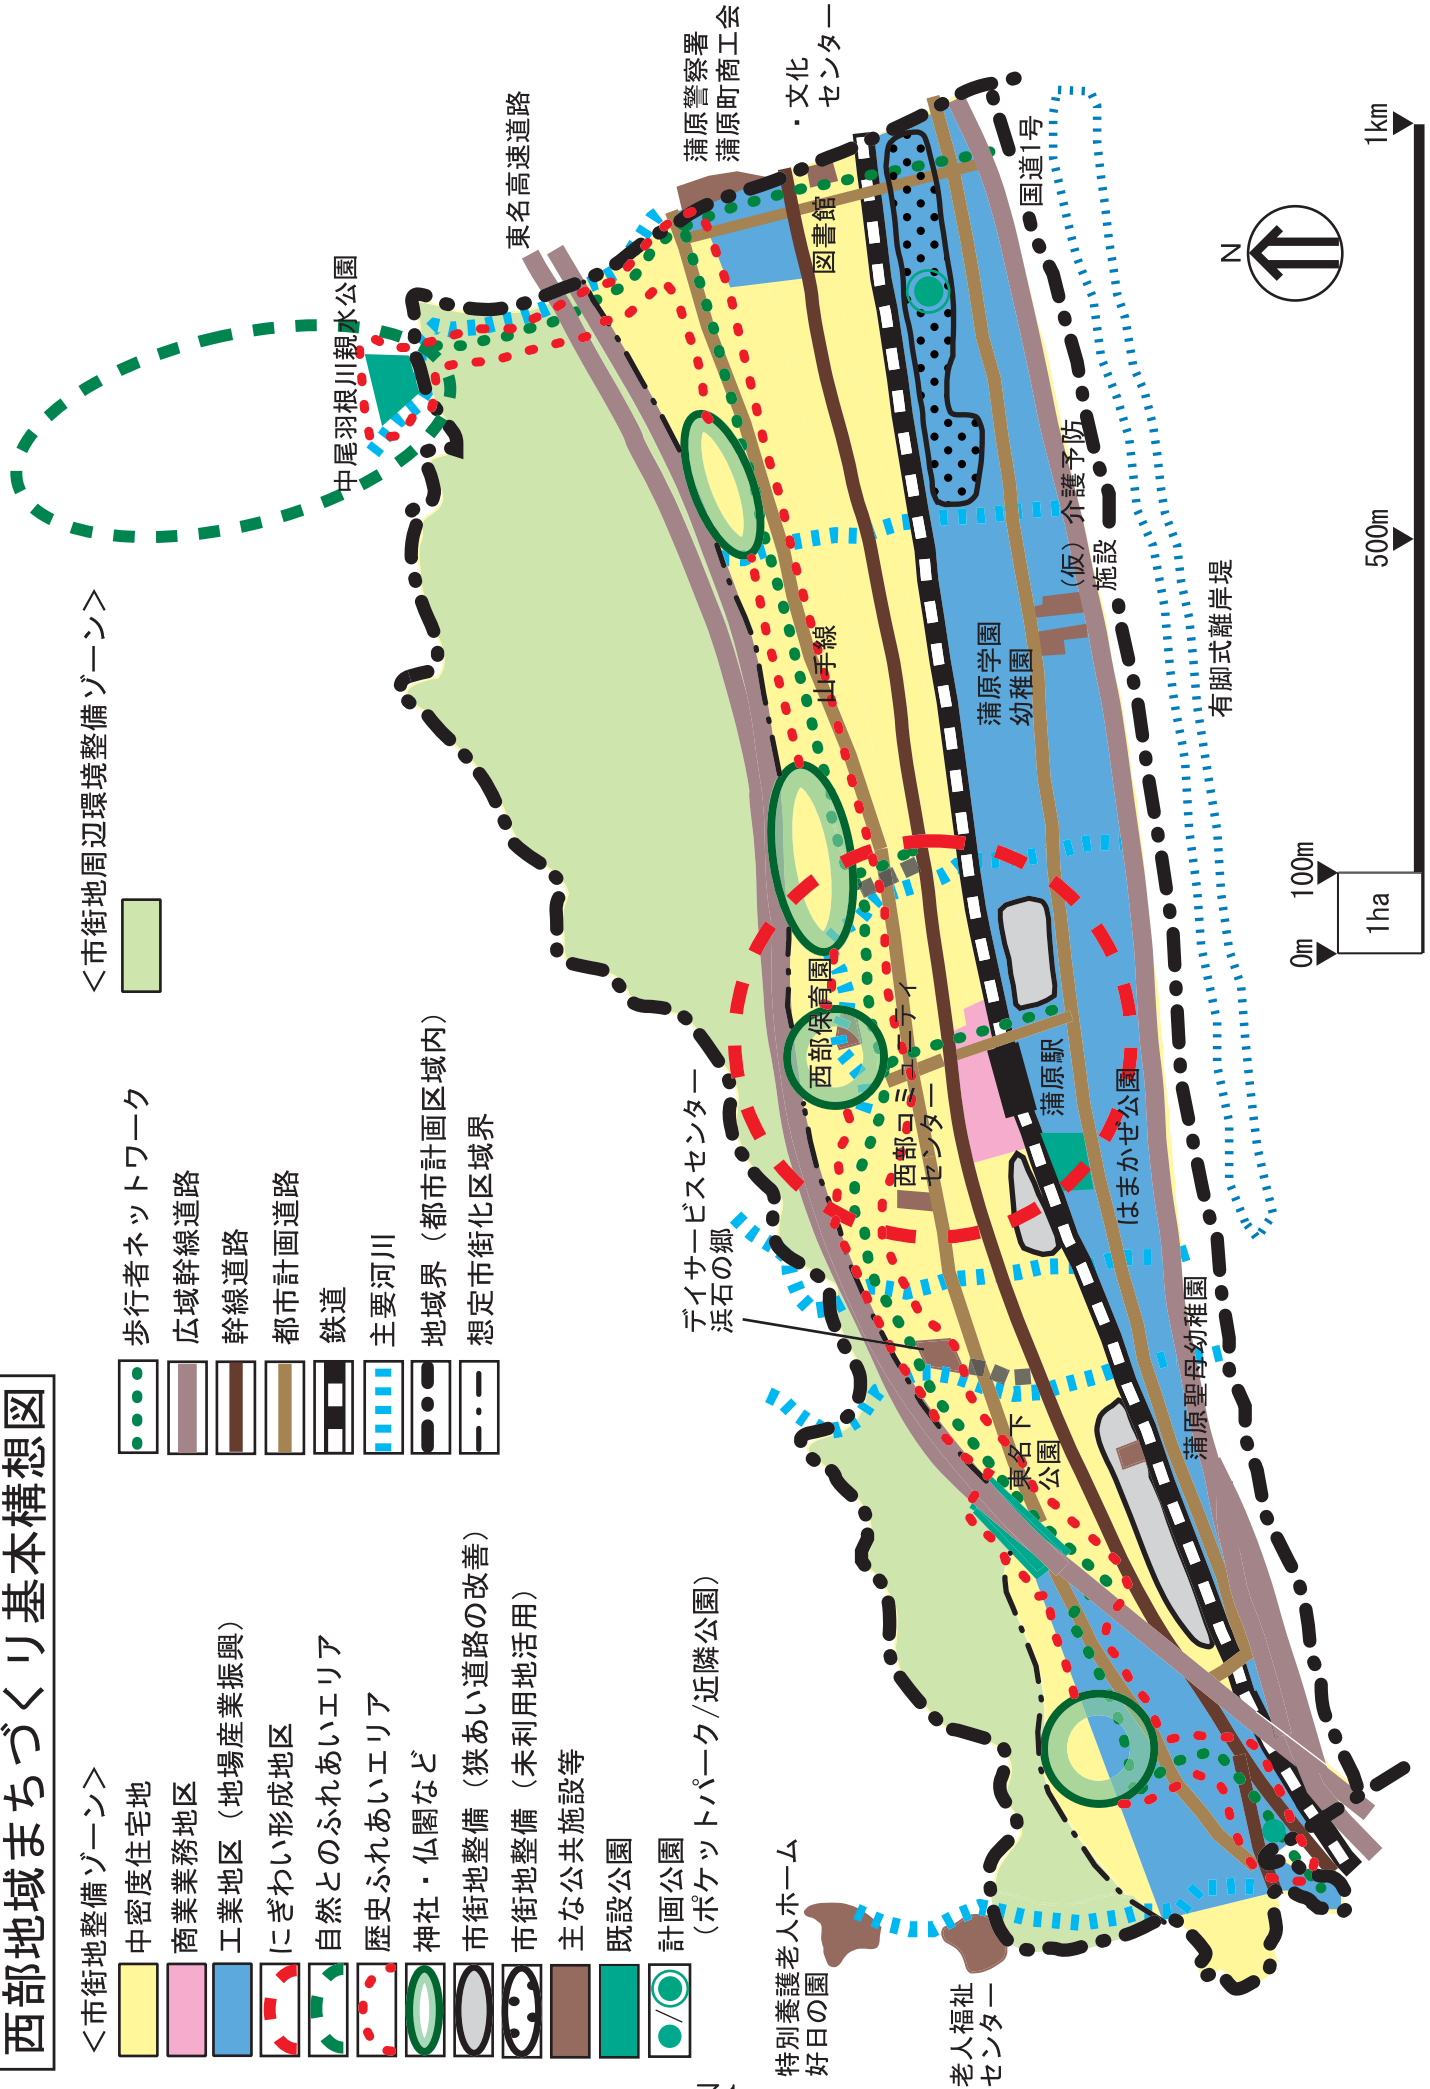 西部地域まちづくり基本構想図
＜市街地整備ゾーン＞
中密度住宅地
商業業務地区
工業地区（地場産業振興）
にぎわい形成地区
自然とのふれあいエリア
歴史ふれあいエリア
神社・仏閣など
市街地整備（狭あい道路の改善）
市街地整備（未利用地活用）
主な公共施設等
既設公園
計画公園
（ポケットパーク/近隣公園）
歩行者ネットワーク
広域幹線道路
幹線道路
都市計画道路
鉄道
主要河川
地域界（都市計画区域内）
想定市街化区域界
＜市街地周辺環境整備ゾーン＞
中尾羽根川親水公園
東名高速道路
蒲原警察署
蒲原町商工会
・文化
センター
図書館
国道1号
山手線
（仮）介護予防
施設
蒲原学園
幼稚園
有脚式離岸堤
西部保育園
西部コミューティ
センター
蒲原駅
はまかぜ公園
デイサービスセンター
浜石の郷
東名下
公園
蒲原聖母幼稚園
特別養護老人ホーム
好日の園
老人福祉
センター
N
0m
100m
500m
1km
1ha